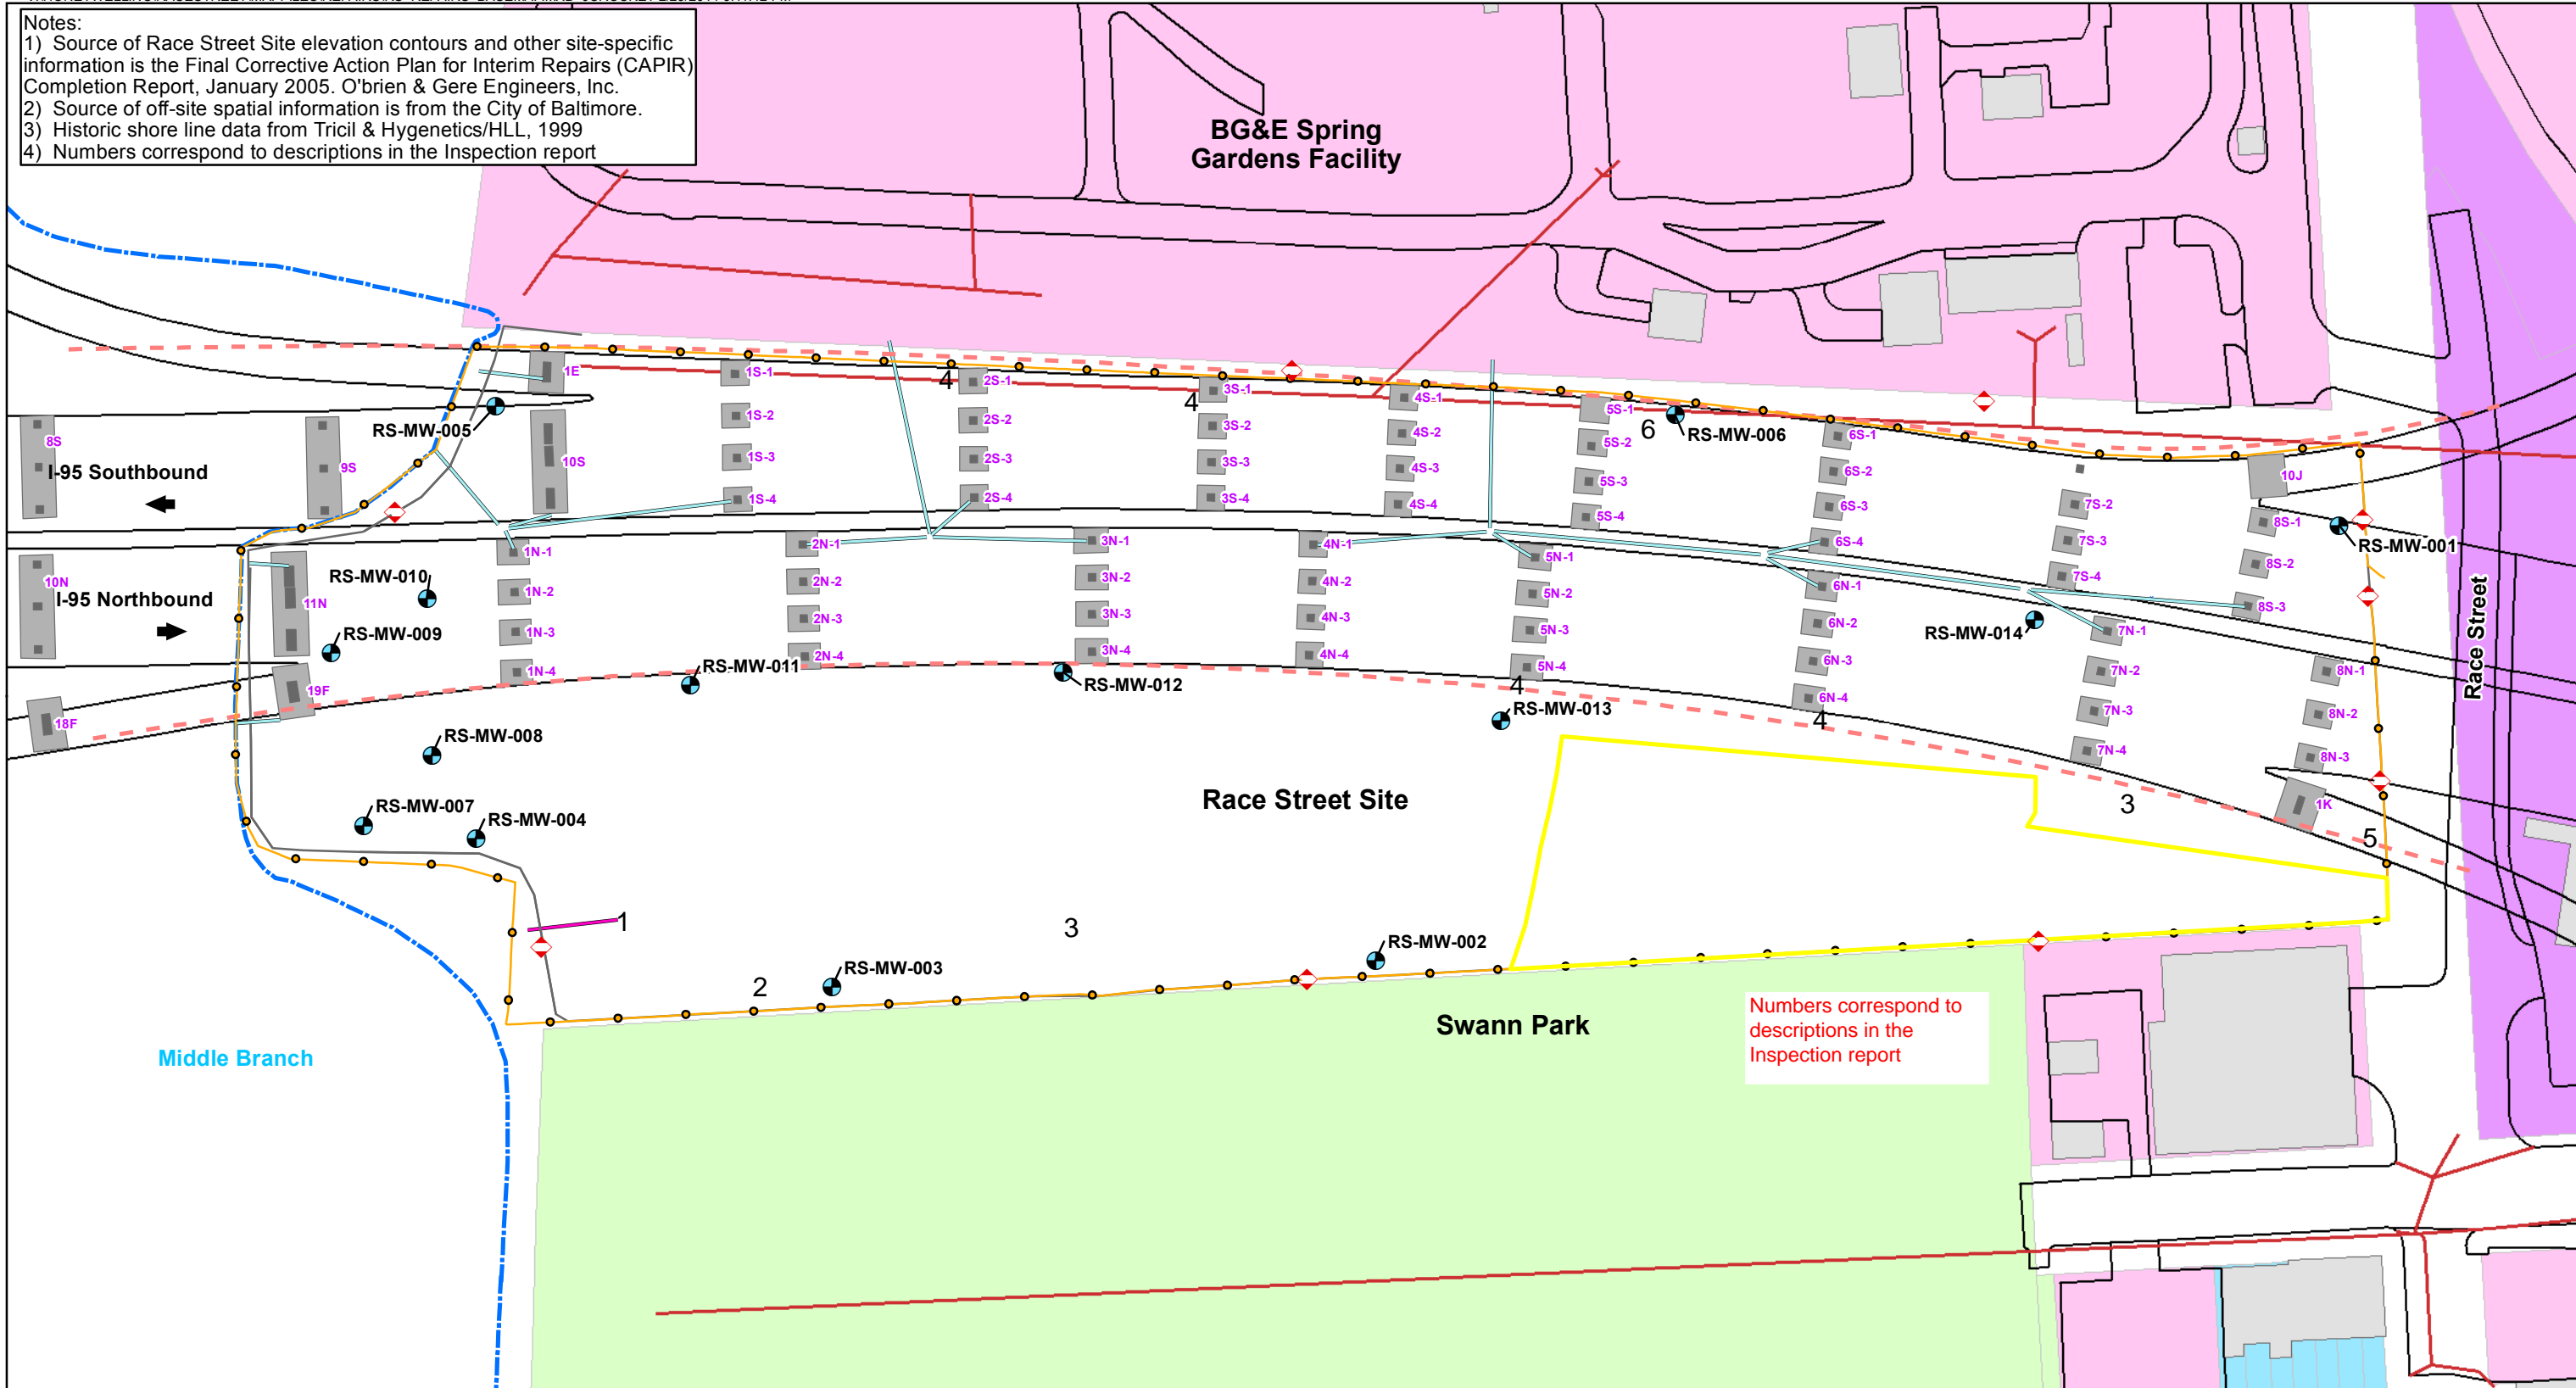 Notes:
1) Source of Race Street Site elevation contours and other site-specific
information is the Final Corrective Action Plan for Interim Repairs (CAPIR)
Completion Report, January 2005. O'brien & Gere Engineers, Inc.
2) Source of off-site spatial information is from the City of Baltimore.
3) Historic shore line data from Tricil & Hygenetics/HLL, 1999
4) Numbers correspond to descriptions in the Inspection report
BG&E Spring
Gardens Facility
1E
1S-1
4
2S-1
3S-1
4
4S-1
5S-1
6
RS-MW-006
6S-1
RS-MW-005
1S-2
2S-2
3S-2
4S-2
5S-2
6S-2
8S
I-95 Southbound
9S
10S
1S-3
2S-3
3S-3
4S-3
5S-3
6S-3
10J
1S-4
2S-4
3S-4
4S-4
5S-4
6S-4
7S-2
7S-3
7S-4
8S-1
8S-2
8S-3
RS-MW-001
10N
I-95 Northbound
11N
RS-MW-010
RS-MW-009
1N-1
1N-2
1N-3
1N-4
2N-1
2N-2
2N-3
2N-4
3N-1
3N-2
3N-3
3N-4
4N-1
4N-2
4N-3
4N-4
5N-1
5N-2
5N-3
5N-4
4
6N-1
6N-2
6N-3
6N-4
4
RS-MW-014
7N-1
7N-2
7N-3
7N-4
8N-1
8N-2
8N-3
Race Street
18F
19F
RS-MW-011
RS-MW-012
RS-MW-013
RS-MW-008
RS-MW-007
RS-MW-004
Race Street Site
3
1K
5
1
3
RS-MW-002
RS-MW-003
2
Swann Park
Middle Branch
Numbers correspond to
descriptions in the
Inspection report